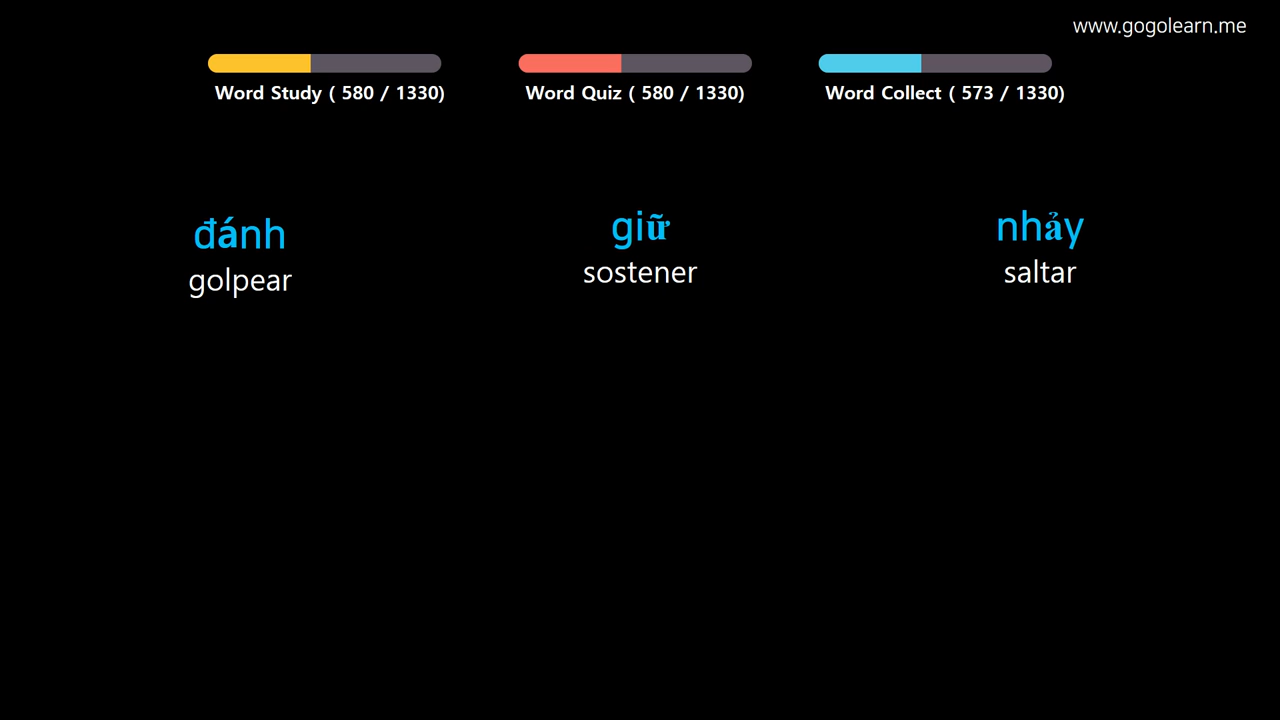 www.gogolearn.me
Word Study ( 580 / 1330)
Word Quiz ( 580 / 1330)
Word Collect ( 573 / 1330)
đánh
golpear
giữ
sostener
nhảy
saltar